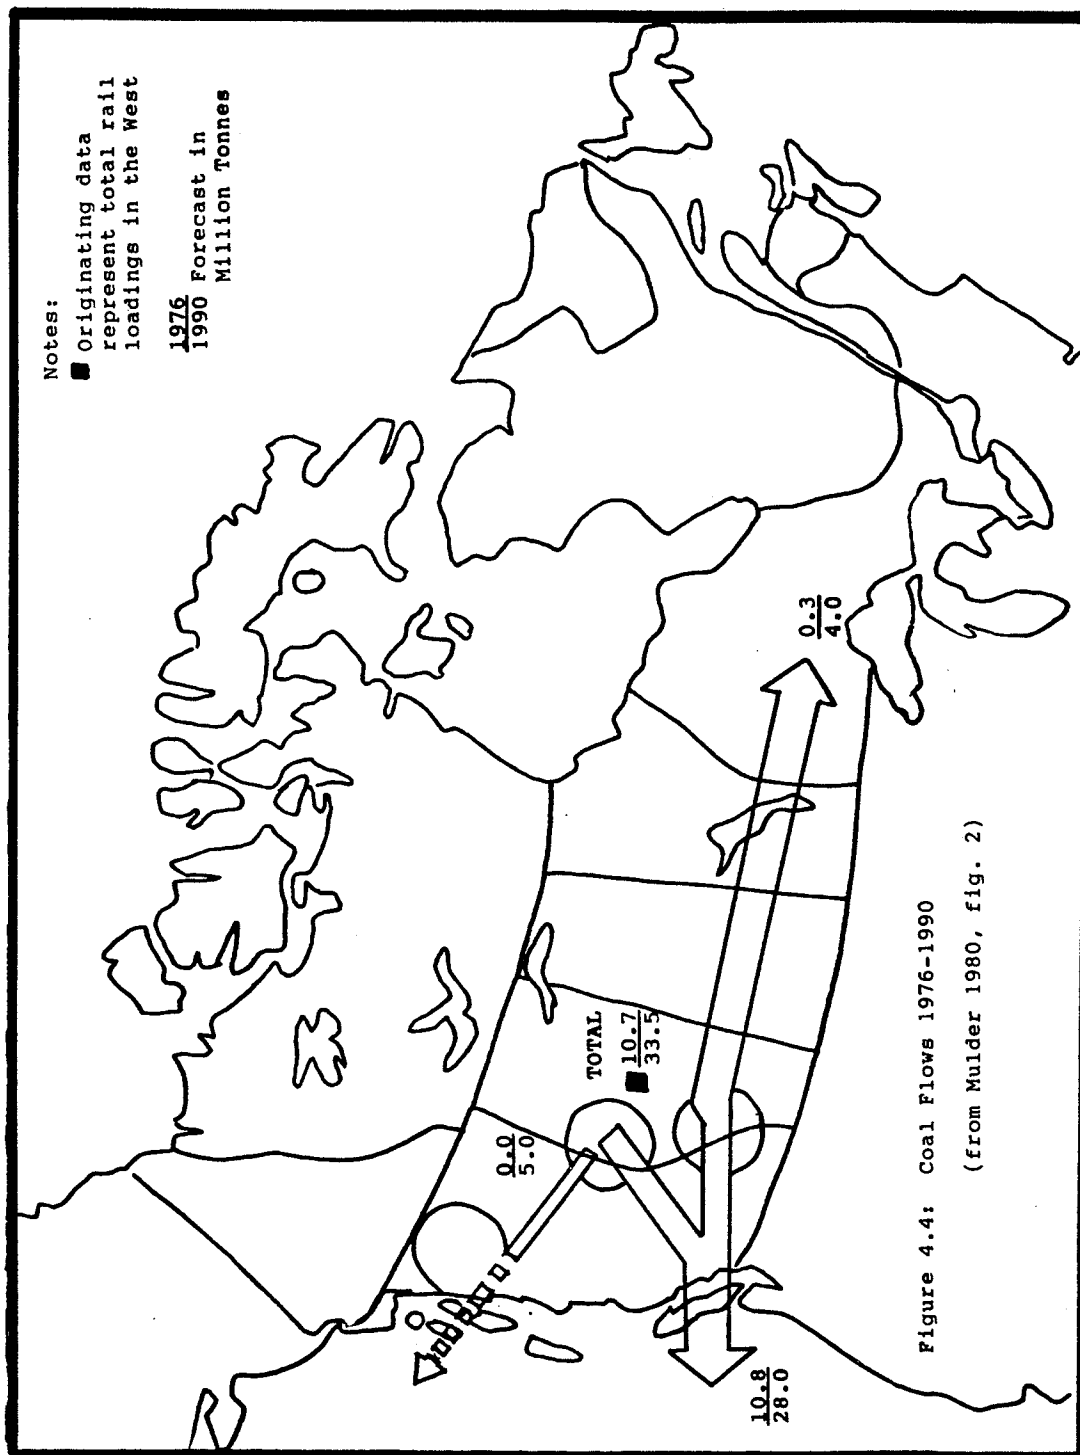 Notes:
■ Originating data
represent total rail
loadings in the West
1976
1990 Forecast in
Million Tonnes
0.0
5.0
TOTAL
■ 10.7
33.5
0.3
4.0
10.8
28.0
Figure 4.4: Coal Flows 1976-1990
(from Mulder 1980, fig. 2)